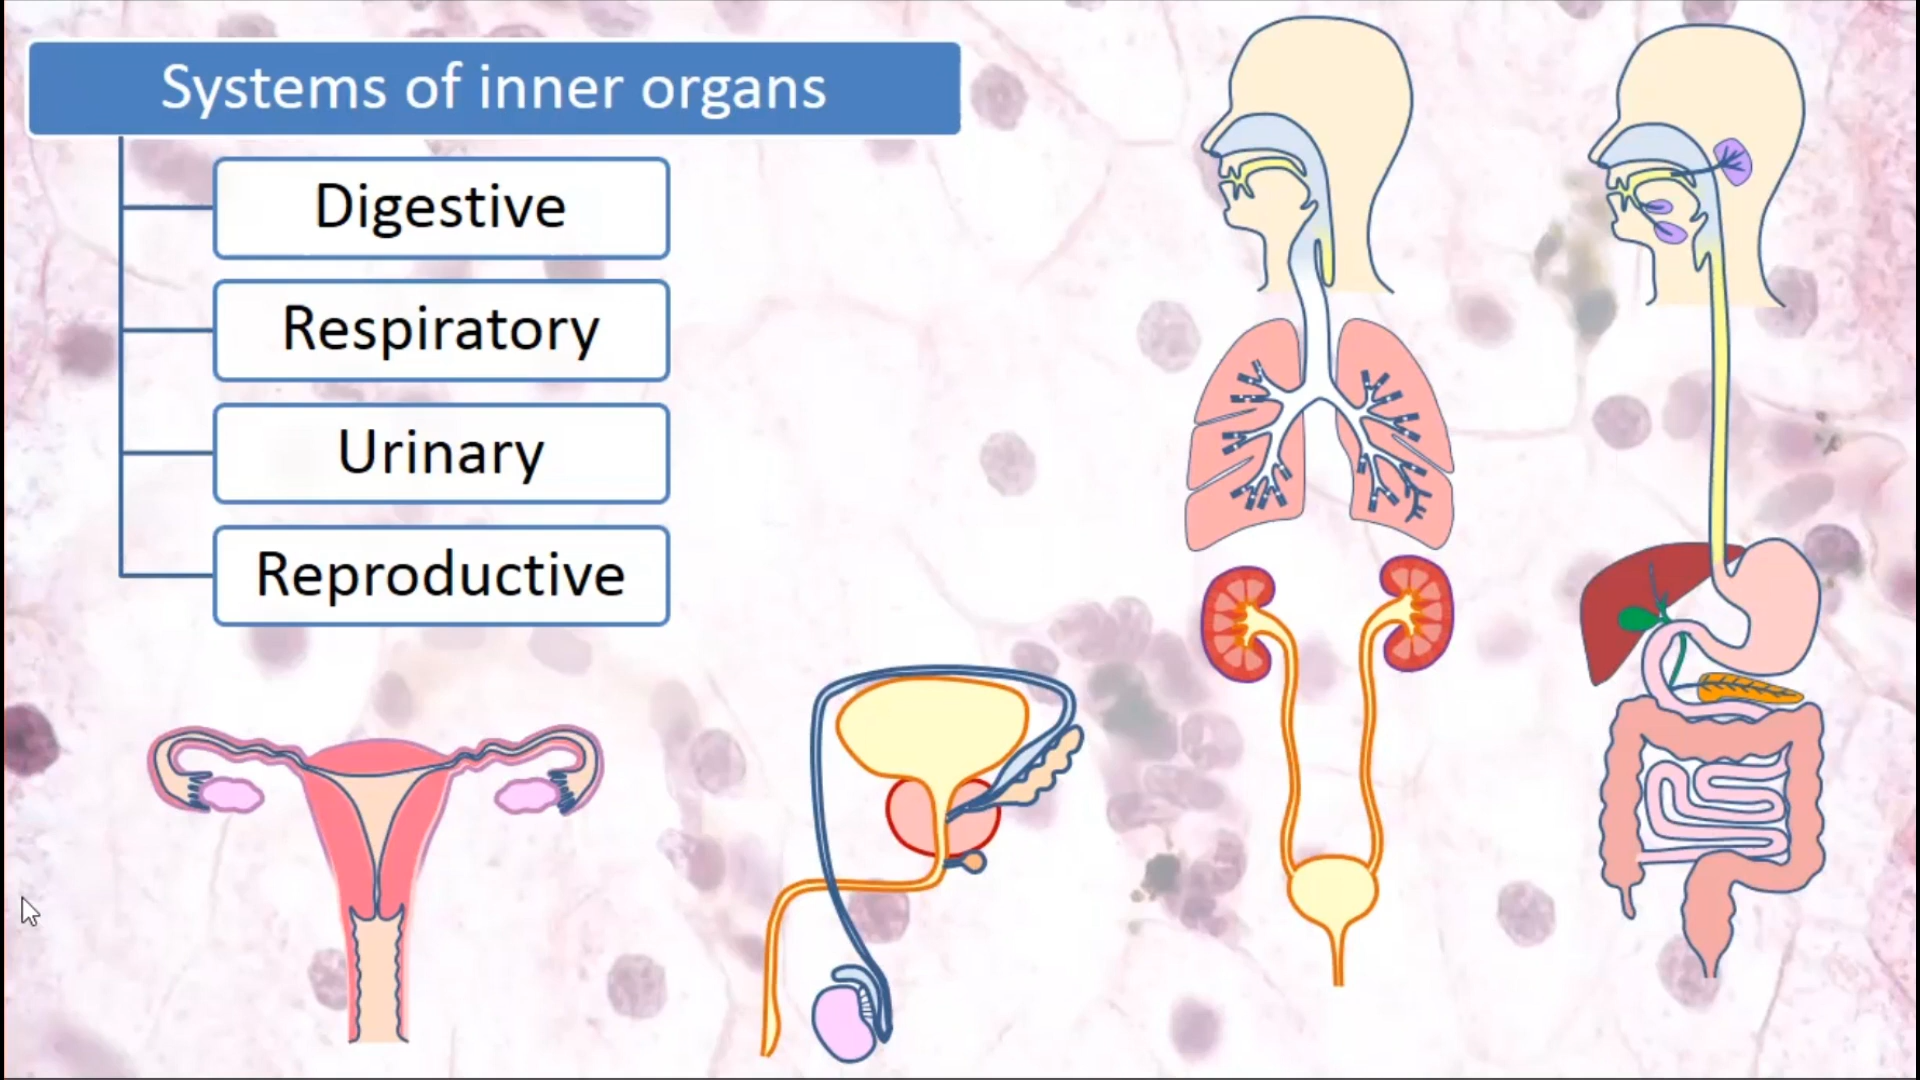 Systems of inner organs
Digestive
Respiratory
Urinary
Reproductive